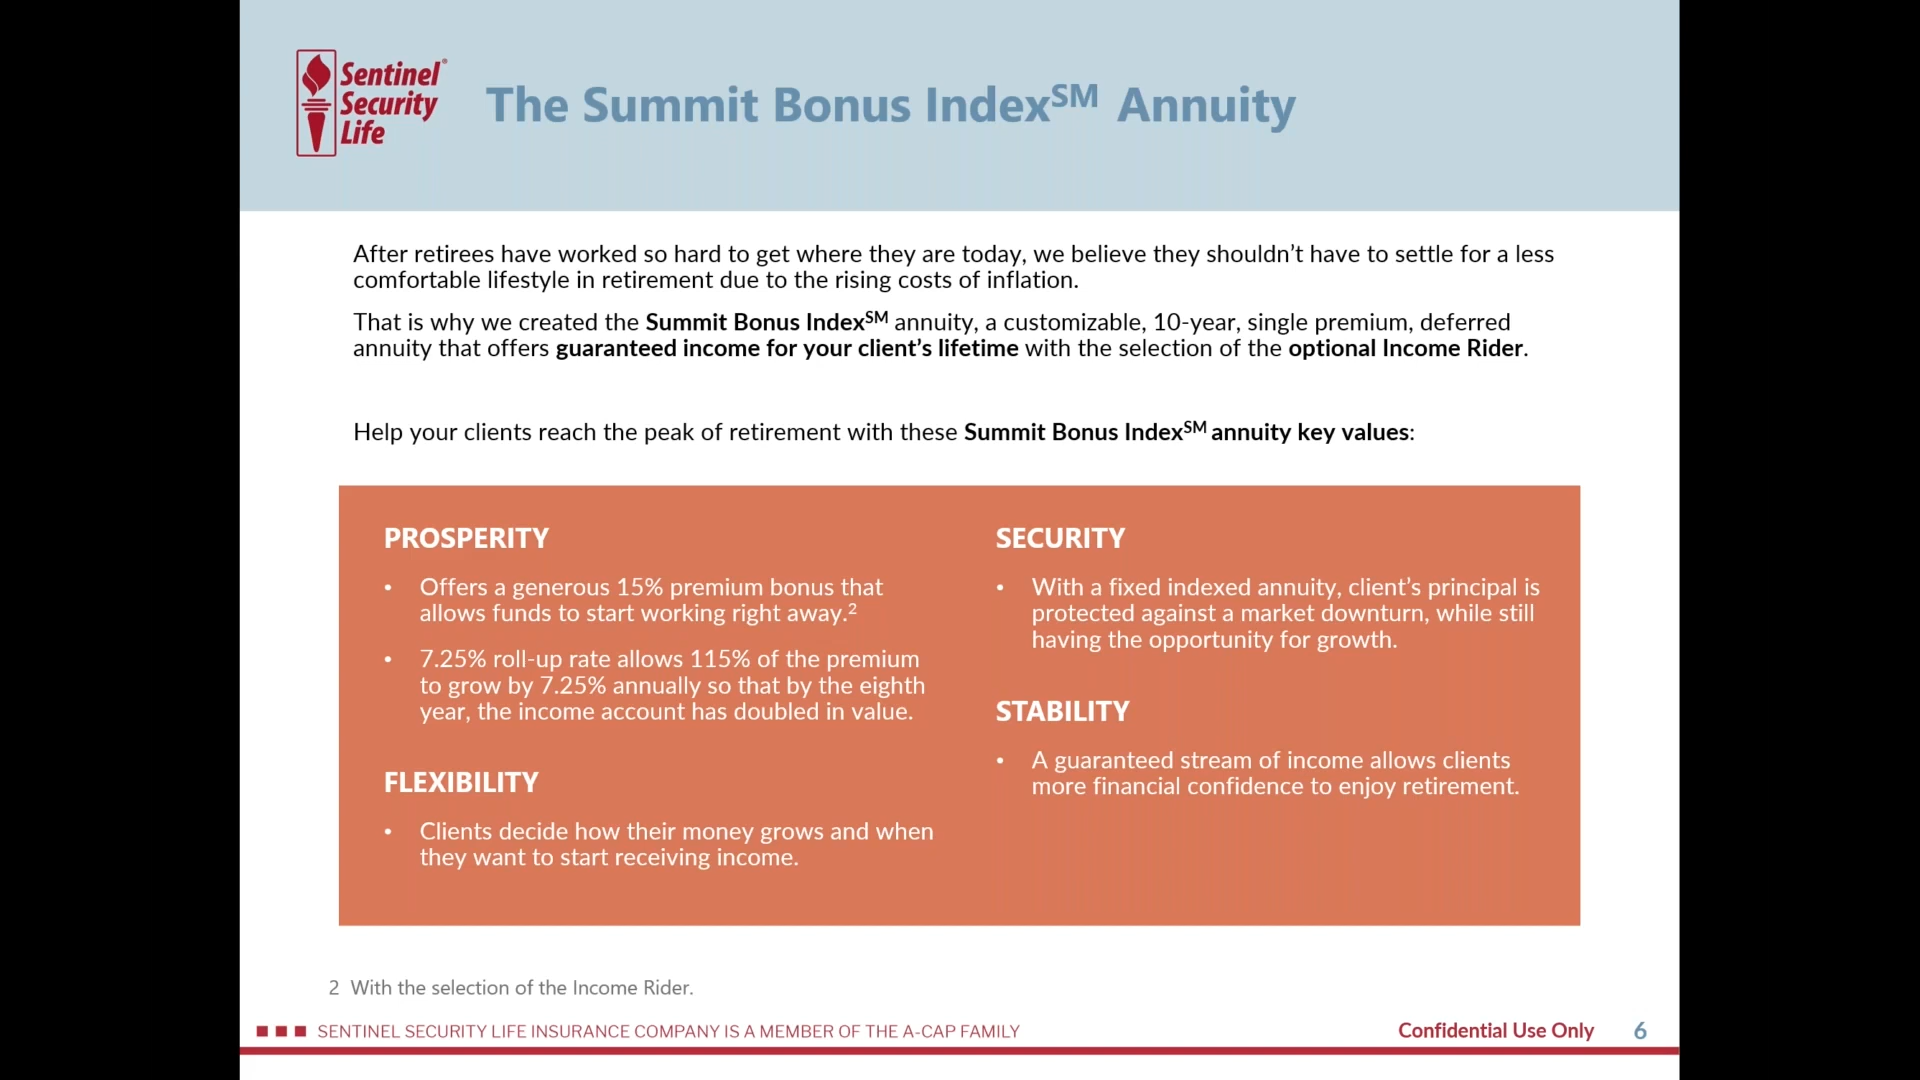 Sentinel®
Security
Life
The Summit Bonus Index℠ Annuity
After retirees have worked so hard to get where they are today, we believe they shouldn’t have to settle for a less
comfortable lifestyle in retirement due to the rising costs of inflation.
That is why we created the Summit Bonus Index℠ annuity, a customizable, 10-year, single premium, deferred
annuity that offers guaranteed income for your client’s lifetime with the selection of the optional Income Rider.
Help your clients reach the peak of retirement with these Summit Bonus Index℠ annuity key values:
PROSPERITY
• Offers a generous 15% premium bonus that
allows funds to start working right away.²
• 7.25% roll-up rate allows 115% of the premium
to grow by 7.25% annually so that by the eighth
year, the income account has doubled in value.
FLEXIBILITY
• Clients decide how their money grows and when
they want to start receiving income.
SECURITY
• With a fixed indexed annuity, client’s principal is
protected against a market downturn, while still
having the opportunity for growth.
STABILITY
• A guaranteed stream of income allows clients
more financial confidence to enjoy retirement.
2 With the selection of the Income Rider.
SENTINEL SECURITY LIFE INSURANCE COMPANY IS A MEMBER OF THE A-CAP FAMILY
Confidential Use Only 6